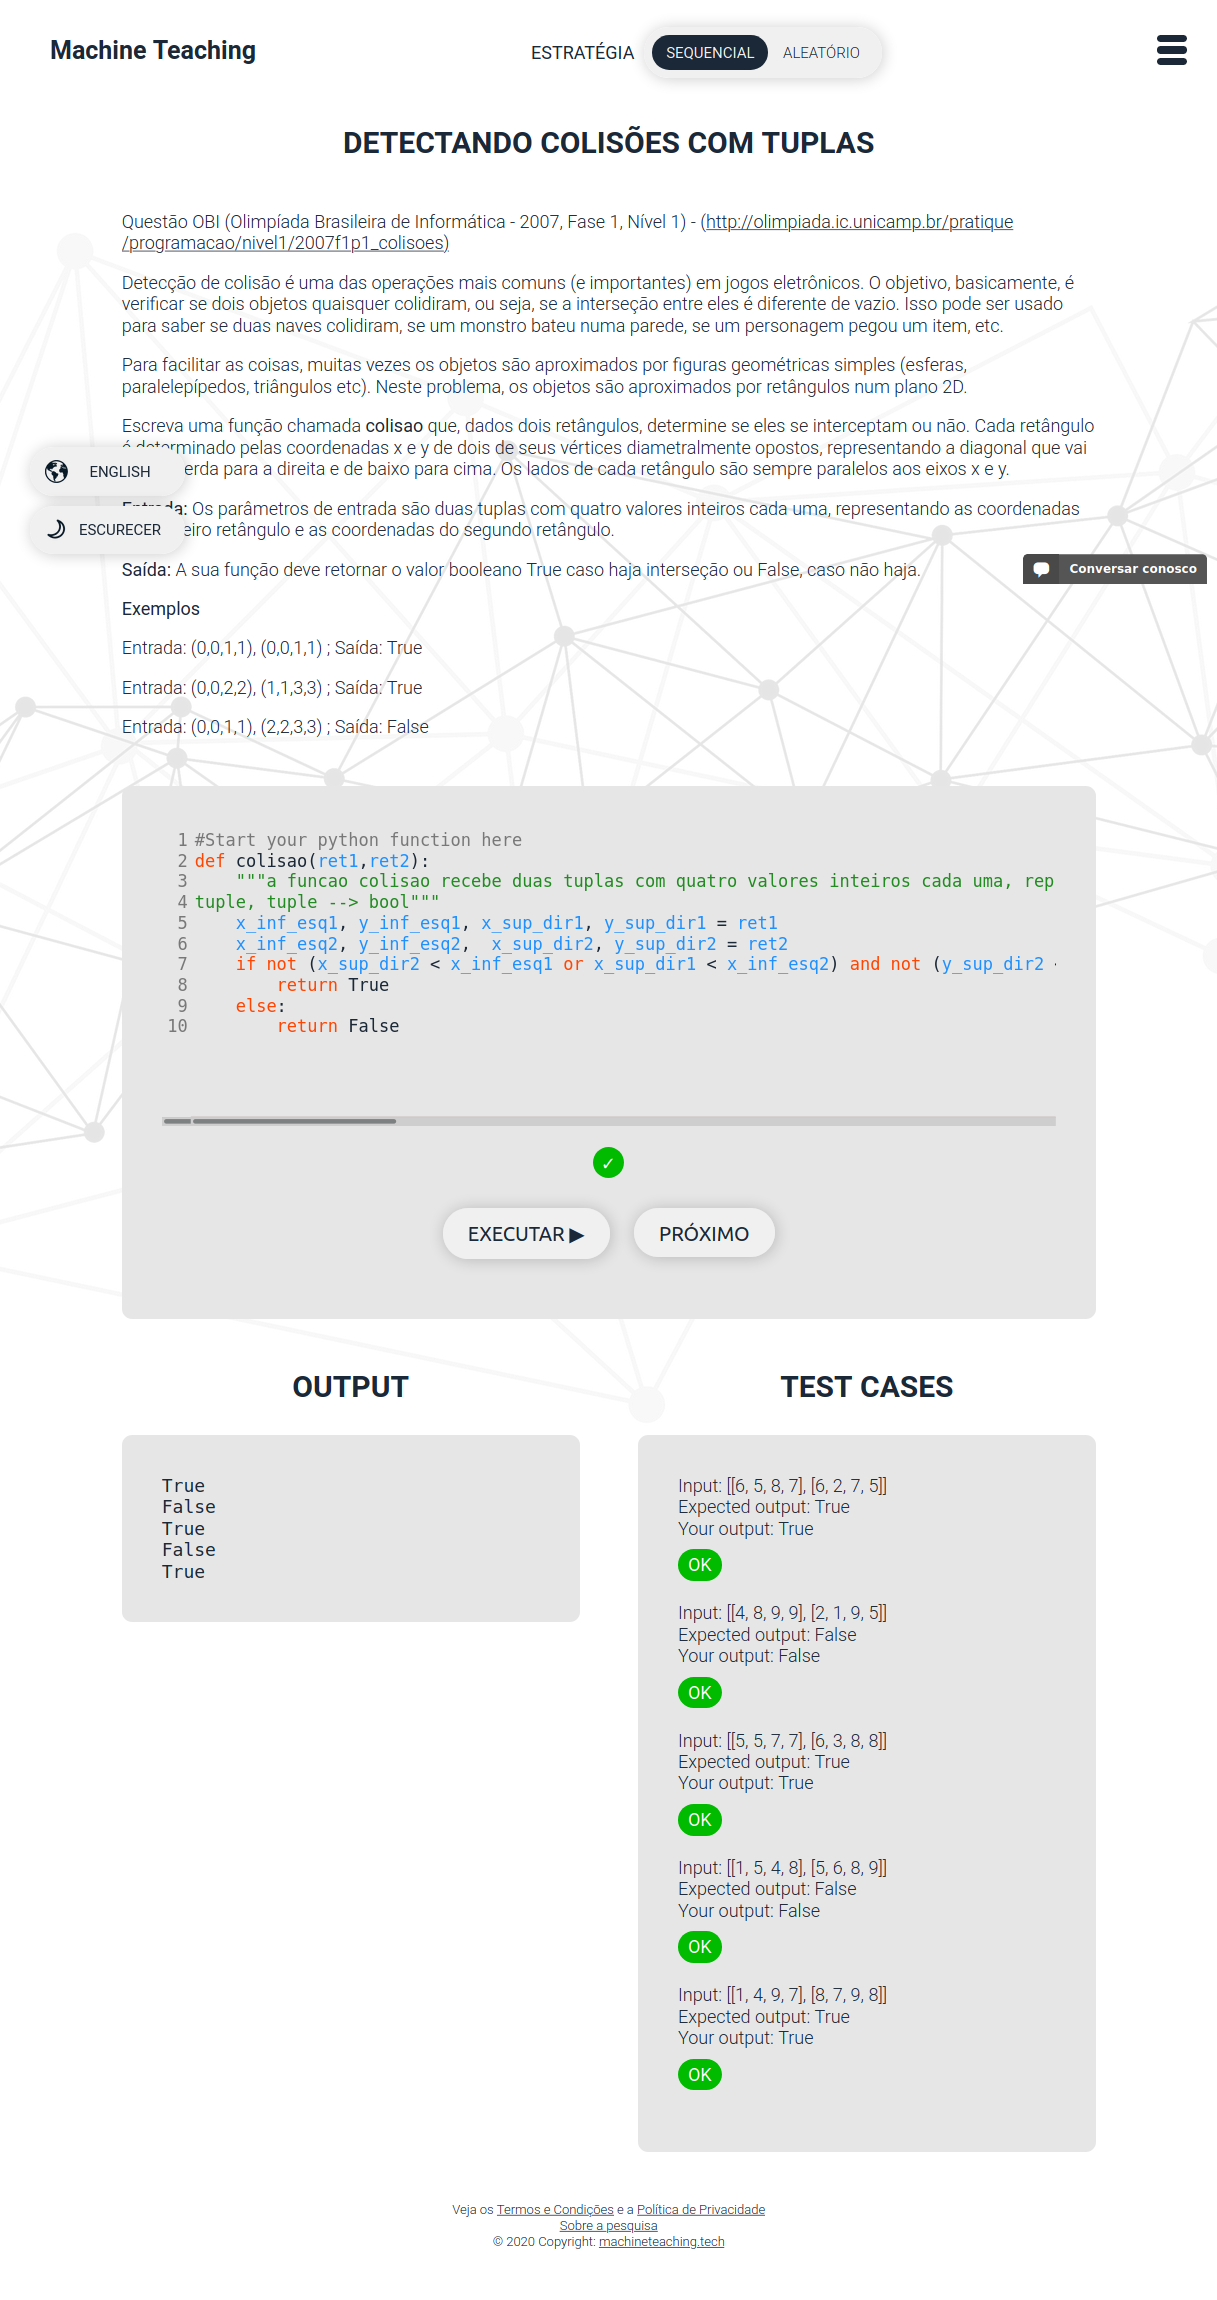 Machine Teaching
ESTRATÉGIA SEQUENCIAL ALEATÓRIO
DETECTANDO COLISÕES COM TUPLAS
Questão OBI (Olimpíada Brasileira de Informática - 2007, Fase 1, Nível 1) - (http://olimpiada.ic.unicamp.br/pratique
/programacao/nivel1/2007f1p1_colisoes)
Detecção de colisão é uma das operações mais comuns (e importantes) em jogos eletrônicos. O objetivo, basicamente, é
verificar se dois objetos quaisquer colidiram, ou seja, se a interseção entre eles é diferente de vazio. Isso pode ser usado
para saber se duas naves colidiram, se um monstro bateu numa parede, se um personagem pegou um item, etc.
Para facilitar as coisas, muitas vezes os objetos são aproximados por figuras geométricas simples (esferas,
paralelepípedos, triângulos etc). Neste problema, os objetos são aproximados por retângulos num plano 2D.
Escreva uma função chamada colisao que, dados dois retângulos, determine se eles se interceptam ou não. Cada retângulo
é determinado pelas coordenadas x e y de dois de seus vértices diametralmente opostos, representando a diagonal que vai
erda para a direita e de baixo para cima. Os lados de cada retângulo são sempre paralelos aos eixos x e y.
ENGLISH
Entrada: Os parâmetros de entrada são duas tuplas com quatro valores inteiros cada uma, representando as coordenadas
eiro retângulo e as coordenadas do segundo retângulo.
ESCURECER
Saída: A sua função deve retornar o valor booleano True caso haja interseção ou False, caso não haja.
Conversar conosco
Exemplos
Entrada: (0,0,1,1), (0,0,1,1) ; Saída: True
Entrada: (0,0,2,2), (1,1,3,3) ; Saída: True
Entrada: (0,0,1,1), (2,2,3,3) ; Saída: False
1 #Start your python function here
2 def colisao(ret1,ret2):
3     """a funcao colisao recebe duas tuplas com quatro valores inteiros cada uma, rep
4 tuple, tuple --> bool"""
5     x_inf_esq1, y_inf_esq1, x_sup_dir1, y_sup_dir1 = ret1
6     x_inf_esq2, y_inf_esq2,  x_sup_dir2, y_sup_dir2 = ret2
7     if not (x_sup_dir2 < x_inf_esq1 or x_sup_dir1 < x_inf_esq2) and not (y_sup_dir2 <
8         return True
9     else:
10         return False
✓
EXECUTAR ▶ PRÓXIMO
OUTPUT
True
False
True
False
True
TEST CASES
Input: [[6, 5, 8, 7], [6, 2, 7, 5]]
Expected output: True
Your output: True
OK
Input: [[4, 8, 9, 9], [2, 1, 9, 5]]
Expected output: False
Your output: False
OK
Input: [[5, 5, 7, 7], [6, 3, 8, 8]]
Expected output: True
Your output: True
OK
Input: [[1, 5, 4, 8], [5, 6, 8, 9]]
Expected output: False
Your output: False
OK
Input: [[1, 4, 9, 7], [8, 7, 9, 8]]
Expected output: True
Your output: True
OK
Veja os Termos e Condições e a Política de Privacidade
Sobre a pesquisa
© 2020 Copyright: machineteaching.tech